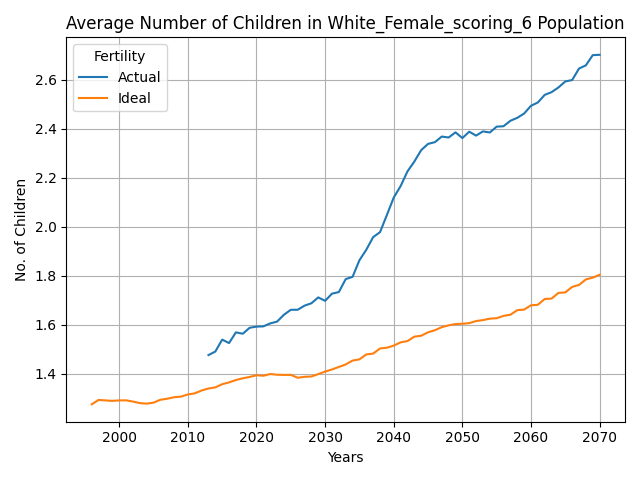 Average Number of Children in White_Female_scoring_6 Population
Fertility
Actual
Ideal
No. of Children
2.6
2.4
2.2
2.0
1.8
1.6
1.4
2000 2010 2020 2030 2040 2050 2060 2070
Years